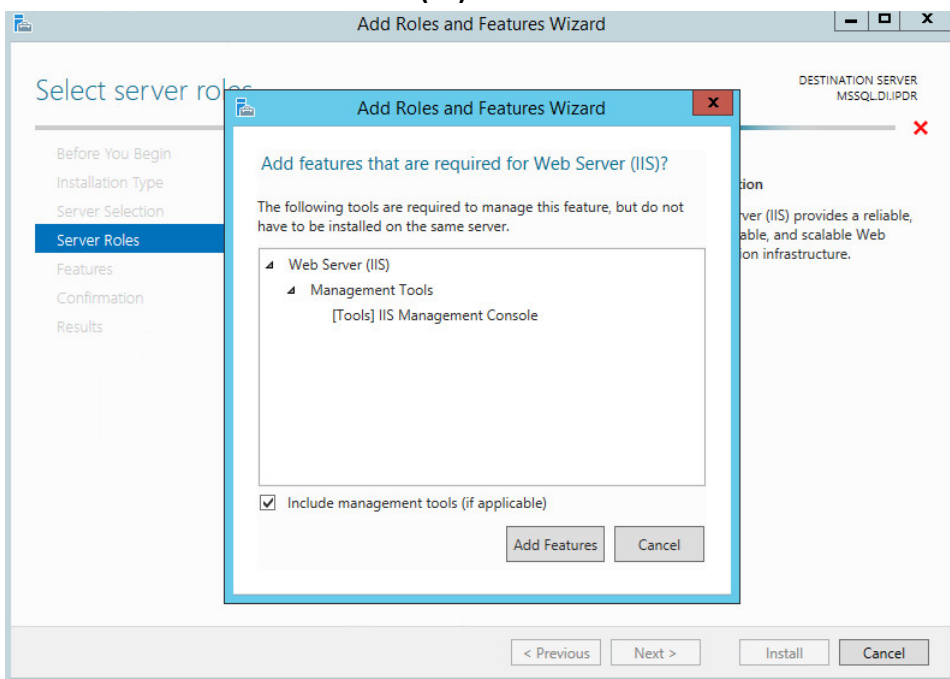 Add Roles and Features Wizard
X
Select server roles
DESTINATION SERVER
MSSQL.DI.IPDR
Before You Begin
Installation Type
Server Selection
Server Roles
Features
Confirmation
Results
Add Roles and Features Wizard
X
Add features that are required for Web Server (IIS)?
The following tools are required to manage this feature, but do not
have to be installed on the same server.
Web Server (IIS)
Management Tools
[Tools] IIS Management Console
Include management tools (if applicable)
Add Features
Cancel
tion
rver (IIS) provides a reliable,
able, and scalable Web
ion infrastructure.
< Previous
Next >
Install
Cancel